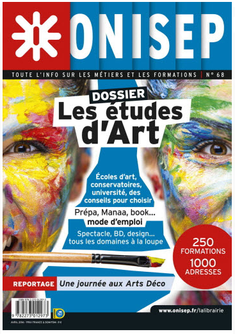 ONISEP
TOUTE L'INFO SUR LES MÉTIERS ET LES FORMATIONS | N° 68
DOSSIER
Les études
d'Art
Écoles d'art,
conservatoires,
université, des
conseils pour choisir
Prépa, Manaa, book...
mode d'emploi
Spectacle, BD, design...
tous les domaines à la loupe
250
FORMATIONS
1000
ADRESSES
REPORTAGE Une journée aux Arts Déco
www.onisep.fr/lalibrairie